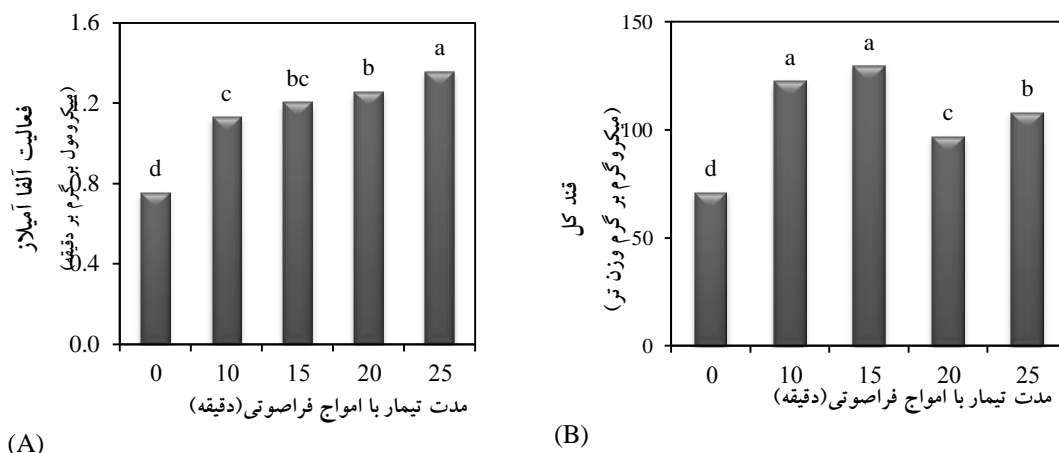 1.6
1.2
0.8
0.4
0.0
فعالیت آلفا آمیلاز
(میکرومول بر گرم بر دقیقه)
d
c
bc
b
a
0 10 15 20 25
مدت تیمار با امواج فراصوتی(دقیقه)
(A)
150
100
50
0
قند کل
(میکروگرم بر گرم وزن تر)
d
a
a
c
b
0 10 15 20 25
مدت تیمار با امواج فراصوتی(دقیقه)
(B)